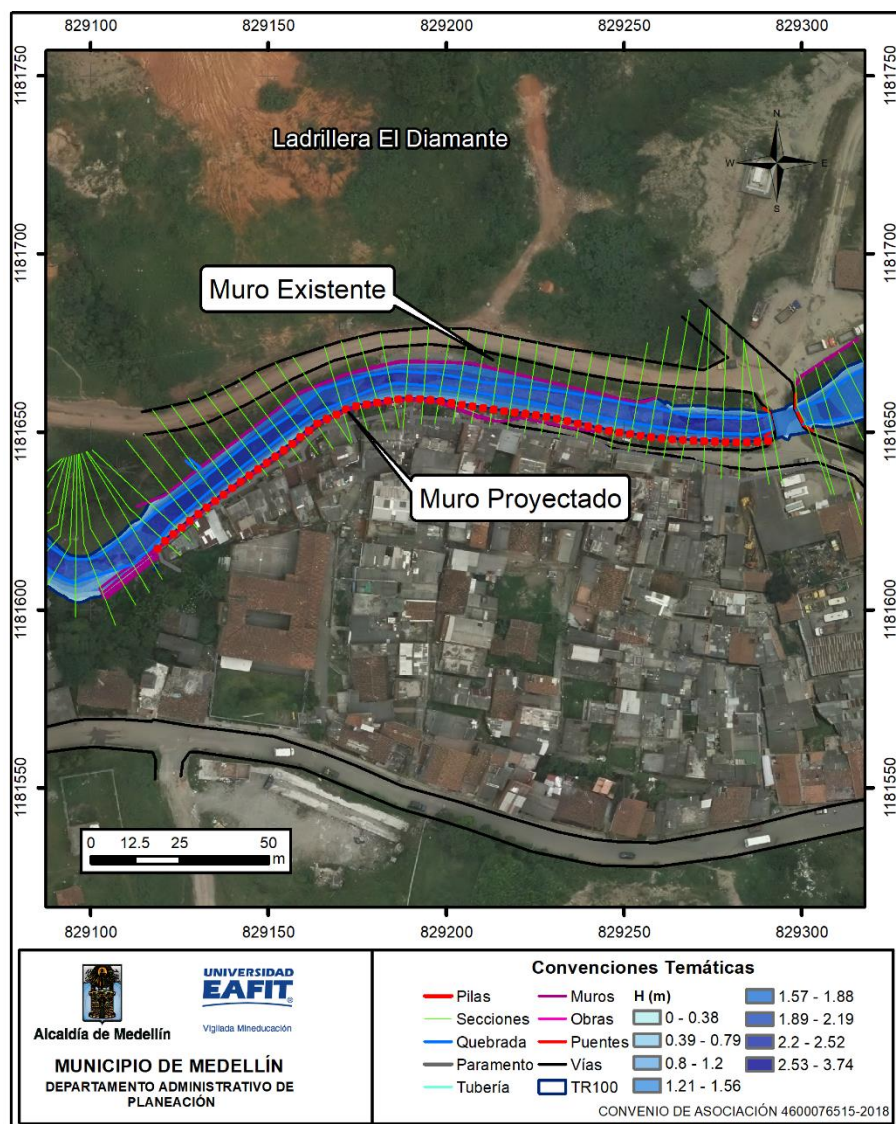 829100 829150 829200 829250 829300
1181750
1181750
Ladrillera El Diamante
N
W E
S
1181700
1181700
Muro Existente
1181650
1181650
Muro Proyectado
1181600
1181600
1181550
1181550
0 12.5 25 50
m
829100 829150 829200 829250 829300
Alcaldía de Medellín
UNIVERSIDAD
EAFIT
®
Vigilada Mineducación
MUNICIPIO DE MEDELLÍN
DEPARTAMENTO ADMINISTRATIVO DE
PLANEACIÓN
Convenciones Temáticas
Pilas
Secciones
Quebrada
Paramento
Tubería
Muros
Obras
Puentes
Vías
TR100
H (m)
0 - 0.38
0.39 - 0.79
0.8 - 1.2
1.21 - 1.56
1.57 - 1.88
1.89 - 2.19
2.2 - 2.52
2.53 - 3.74
CONVENIO DE ASOCIACIÓN 4600076515-2018